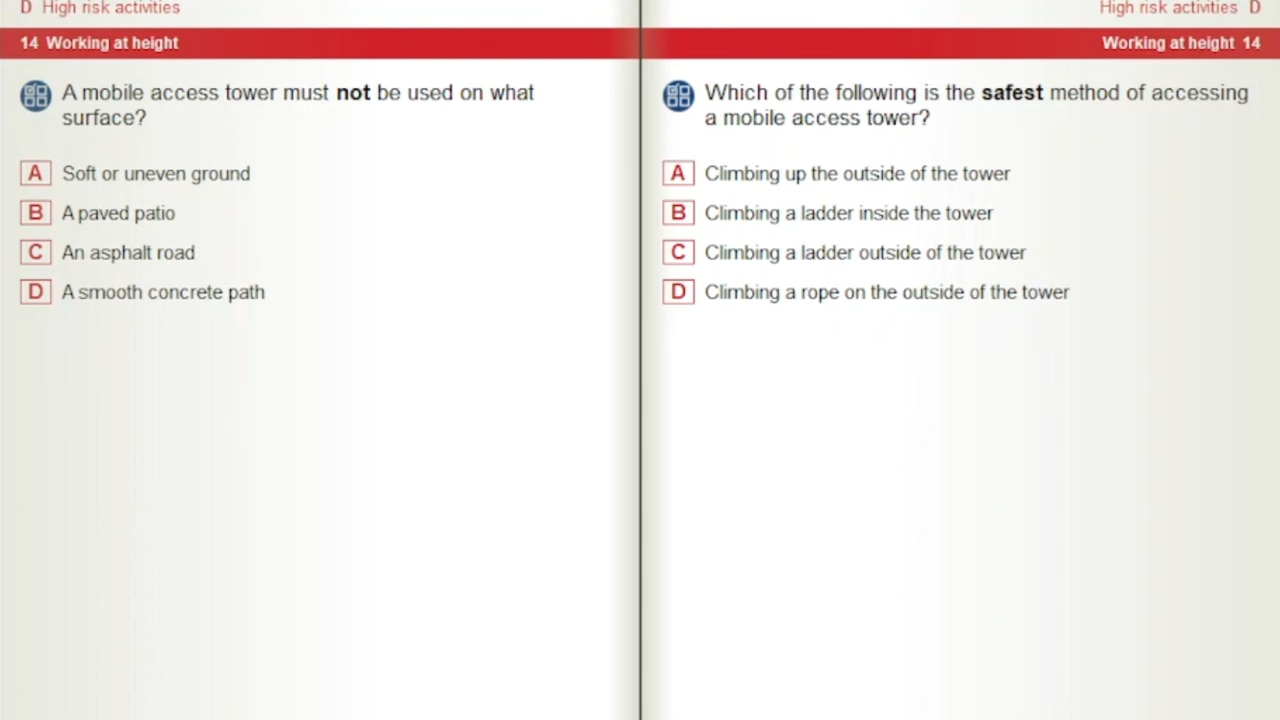 D High risk activities
14 Working at height
A mobile access tower must not be used on what
surface?
A Soft or uneven ground
B A paved patio
C An asphalt road
D A smooth concrete path
High risk activities D
Working at height 14
Which of the following is the safest method of accessing
a mobile access tower?
A Climbing up the outside of the tower
B Climbing a ladder inside the tower
C Climbing a ladder outside of the tower
D Climbing a rope on the outside of the tower